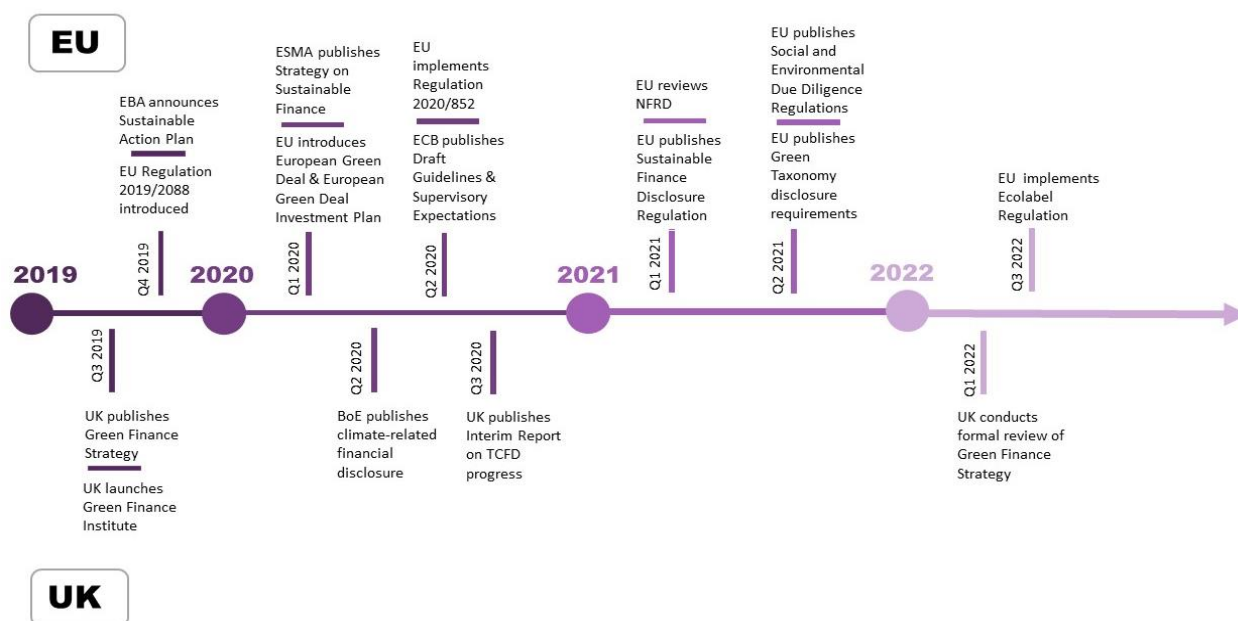 EU
EBA announces
Sustainable
Action Plan
EU Regulation
2019/2088
introduced
Q4 2019
ESMA publishes
Strategy on
Sustainable
Finance
EU introduces
European Green
Deal & European
Green Deal
Investment Plan
Q1 2020
EU
implements
Regulation
2020/852
ECB publishes
Draft
Guidelines &
Supervisory
Expectations
Q2 2020
EU reviews
NFRD
EU publishes
Sustainable
Finance
Disclosure
Regulation
Q1 2021
EU publishes
Social and
Environmental
Due Diligence
Regulations
EU publishes
Green
Taxonomy
disclosure
requirements
Q2 2021
EU implements
Ecolabel
Regulation
Q3 2022
2019
2020
2021
2022
Q3 2019
UK publishes
Green Finance
Strategy
UK launches
Green Finance
Institute
Q2 2020
BoE publishes
climate-related
financial
disclosure
Q3 2020
UK publishes
Interim Report
on TCFD
progress
Q1 2022
UK conducts
formal review of
Green Finance
Strategy
UK